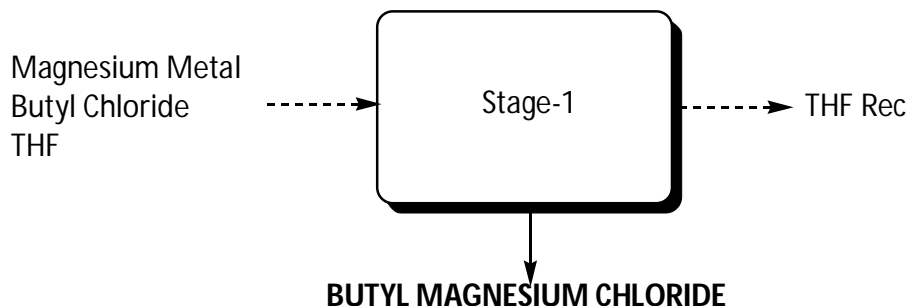 Magnesium Metal
Butyl Chloride
THF
Stage-1
THF Rec
BUTYL MAGNESIUM CHLORIDE